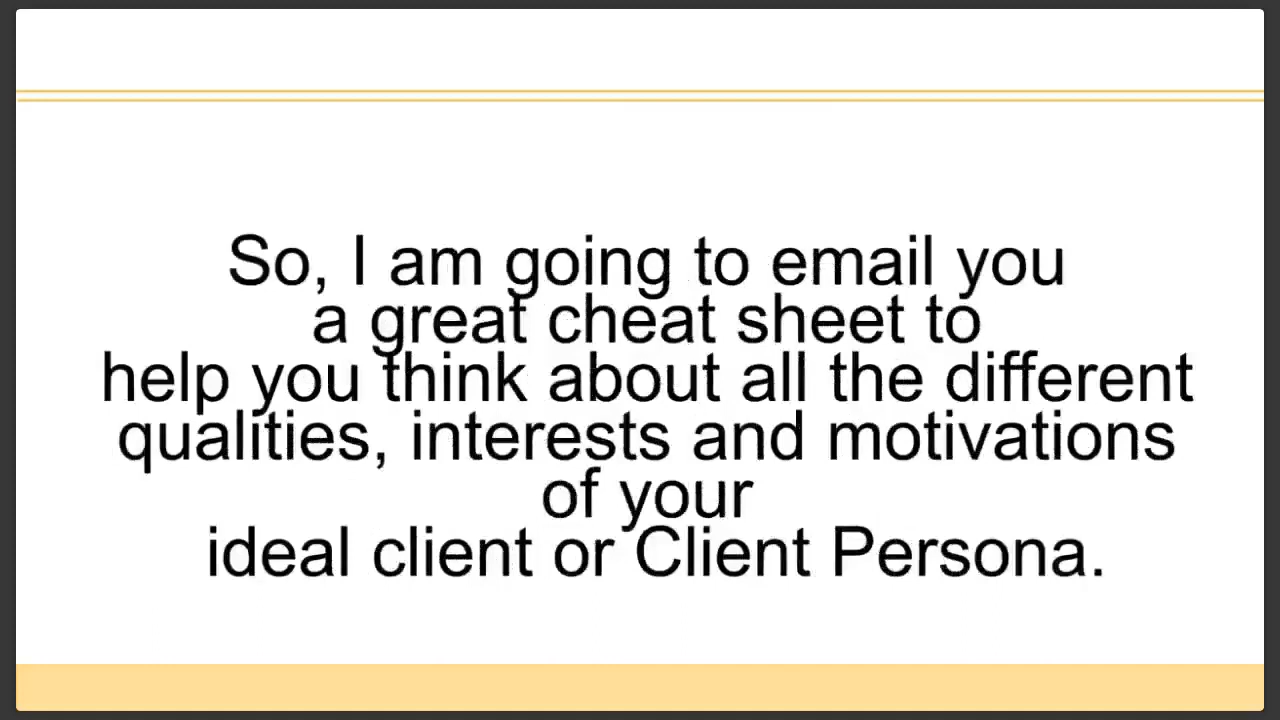 So, I am going to email you
a great cheat sheet to
help you think about all the different
qualities, interests and motivations
of your
ideal client or Client Persona.